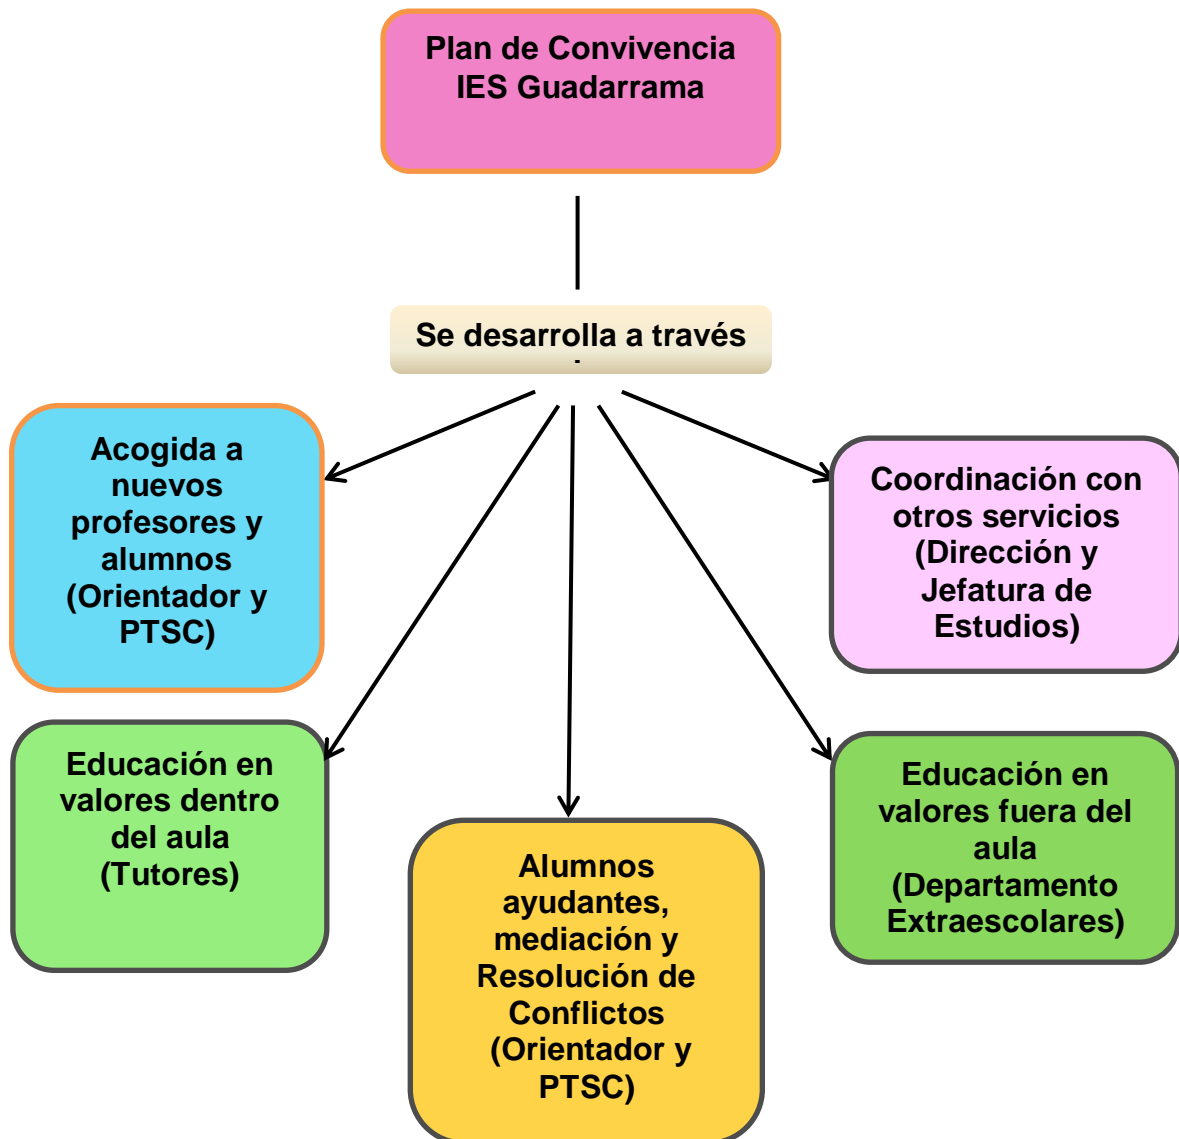 Plan de Convivencia
IES Guadarrama
Se desarrolla a través
Acogida a
nuevos
profesores y
alumnos
(Orientador y
PTSC)
Coordinación con
otros servicios
(Dirección y
Jefatura de
Estudios)
Educación en
valores dentro
del aula
(Tutores)
Alumnos
ayudantes,
mediación y
Resolución de
Conflictos
(Orientador y
PTSC)
Educación en
valores fuera del
aula
(Departamento
Extraescolares)